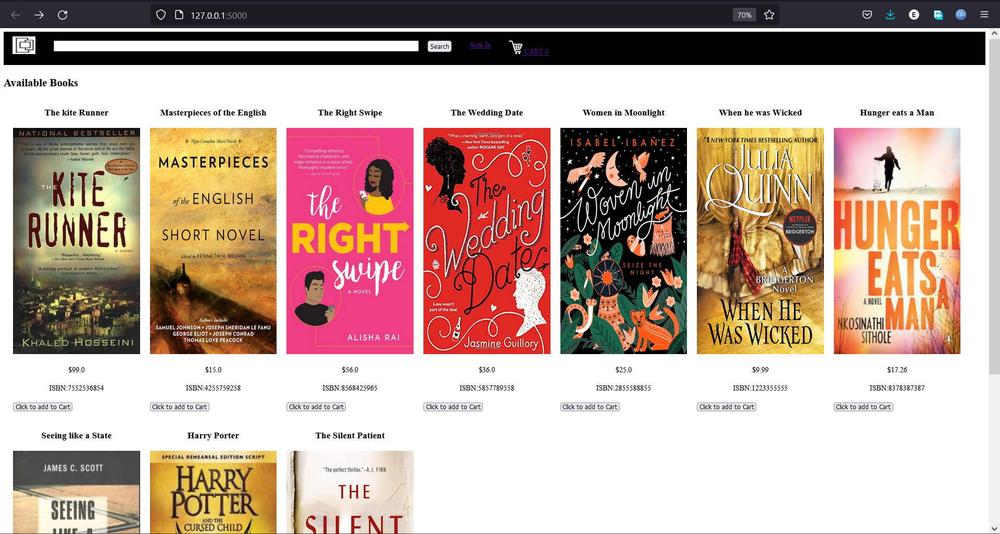 127.0.0.1:5000
70%
E
qb
Search
Sign In
CART 0
Available Books
The kite Runner
Masterpieces of the English
The Right Swipe
The Wedding Date
Women in Moonlight
When he was Wicked
Hunger eats a Man
NATIONAL BESTSELLER
"This is one of those unforgettable stories that stays with you
for years. All the great themes of literature and of life are the fabric
of this extraordinary novel: love, honor, guilt, fear, redemption."
—Isabel Allende
A
San Francisco Chronicle
Best Book of the Year
THE
KITE
RUNNER
A NOVEL
"Powerful...Haunting."
—The New York Times Book Review
"A moving portrait of modern Afghanistan."
—Entertainment Weekly
KHALED HOSSEINI
Nine Complete Short Novels
MASTERPIECES
of the ENGLISH
SHORT NOVEL
Edited by KENNETH H. BROWN
Authors Include:
SAMUEL JOHNSON • JOSEPH SHERIDAN LE FANU
GEORGE ELIOT • JOSEPH CONRAD
THOMAS LOVE PEACOCK
"Compelling emotion,
fascinating characters, and
edgy romance in a razor-sharp,
thoroughly modern voice."
—Jayne Ann Krentz
the
RIGHT
swipe
A NOVEL
ALISHA RAI
"What a charming, warm, sexy gem of a novel."
—New York Times bestselling
author ROXANE GAY
The
Wedding
Date
Love wasn't
part of the deal.
Jasmine Guillory
ISABEL IBAÑEZ
Woven in
Moonlight
A
NOVEL
SEIZE THE
NIGHT
#1 NEW YORK TIMES BESTSELLING AUTHOR
JULIA
QUINN
NETFLIX
BRIDGERTON
A
BRIDGERTON
Novel
WHEN HE
WAS WICKED
HUNGER
EATS
A
MAN
A NOVEL
NKOSINATHI
SITHOLE
$99.0
$15.0
$56.0
$36.0
$25.0
$9.99
$17.26
ISBN:7552536854
ISBN:4255759258
ISBN:8568425965
ISBN:5857789558
ISBN:2855588855
ISBN:1223355555
ISBN:8378387387
Click to add to Cart
Click to add to Cart
Click to add to Cart
Click to add to Cart
Click to add to Cart
Click to add to Cart
Click to add to Cart
Seeing like a State
Harry Porter
The Silent Patient
JAMES C. SCOTT
SEEING
LIKE A
SPECIAL REHEARSAL EDITION SCRIPT
HARRY
POTTER
AND THE
CURSED CHILD
"The perfect thriller."—A.J. FINN
THE
SILENT